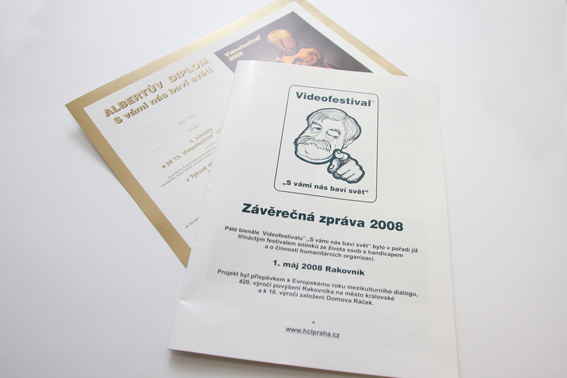 ALBERTŮV DIPLOM
S vámi nás baví svět!
Videofestival
2008
Videofestival
„S vámi nás baví svět"
Závěrečná zpráva 2008
Páté bienále Videofestivalu „S vámi nás baví svět" bylo v pořadí již
třináctým festivalem snímků ze života osob s handicapem
a o činnosti humanitárních organizací.
1. máj 2008 Rakovník
Projekt byl příspěvkem k Evropskému roku mezikulturního dialogu,
420. výročí povýšení Rakovníka na město královské
a k 10. výročí založení Domova Ráček.
www.hclpraha.cz